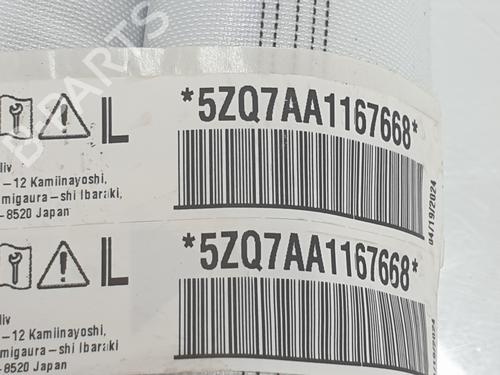 L
*5ZQ7AA1167668*
liv
-12 Kamiinayoshi,
migaura-shi Ibaraki,
-8520 Japan
04/19/2024
L
*5ZQ7AA1167668*
liv
-12 Kamiinayoshi,
migaura-shi Ibaraki
-8520 Japan